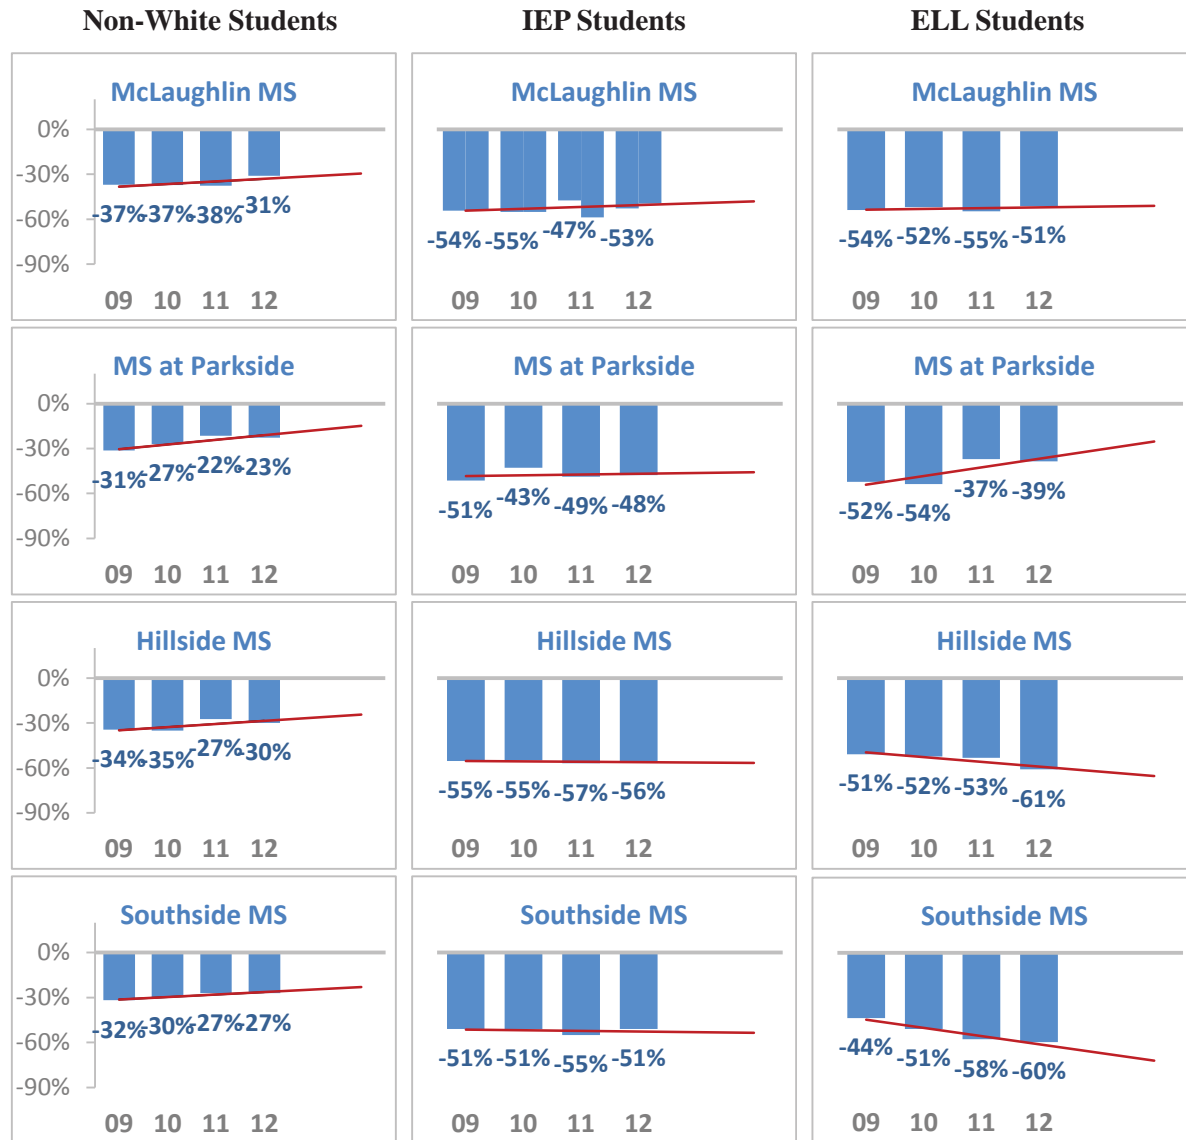 Non-White Students IEP Students ELL Students
McLaughlin MS McLaughlin MS McLaughlin MS
0%
-30%
-60%
-90%
-37% -37% -38% -31%
-54% -55% -47% -53%
-54% -52% -55% -51%
09 10 11 12 09 10 11 12 09 10 11 12
MS at Parkside MS at Parkside MS at Parkside
0%
-30%
-60%
-90%
-31% -27% -22% -23%
-51% -43% -49% -48%
-52% -54% -37% -39%
09 10 11 12 09 10 11 12 09 10 11 12
Hillside MS Hillside MS Hillside MS
0%
-30%
-60%
-90%
-34% -35% -27% -30%
-55% -55% -57% -56%
-51% -52% -53% -61%
09 10 11 12 09 10 11 12 09 10 11 12
Southside MS Southside MS Southside MS
0%
-30%
-60%
-90%
-32% -30% -27% -27%
-51% -51% -55% -51%
-44% -51% -58% -60%
09 10 11 12 09 10 11 12 09 10 11 12